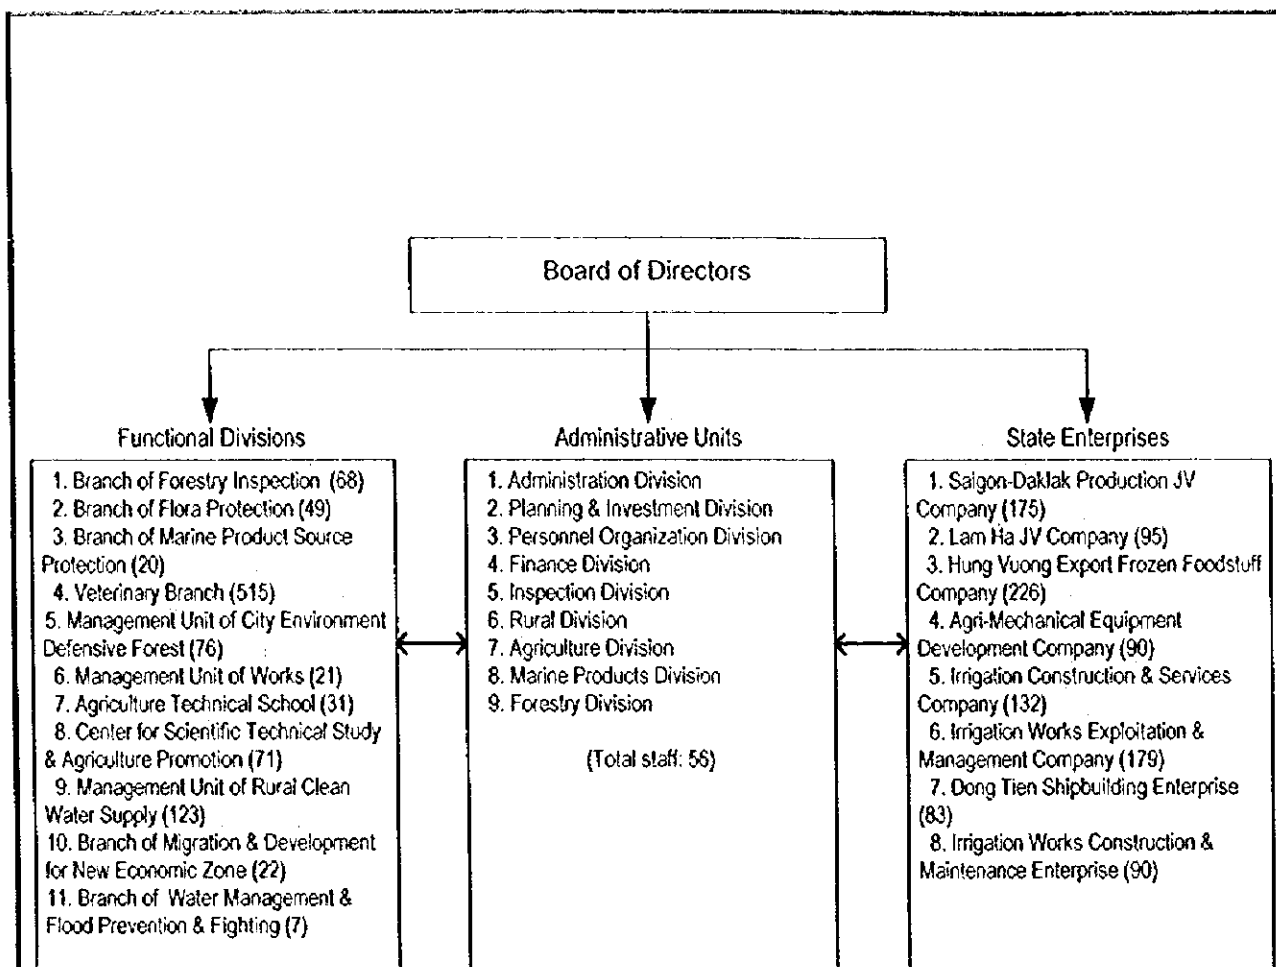 Board of Directors
Functional Divisions
1. Branch of Forestry Inspection (68)
2. Branch of Flora Protection (49)
3. Branch of Marine Product Source
Protection (20)
4. Veterinary Branch (515)
5. Management Unit of City Environment
Defensive Forest (76)
6. Management Unit of Works (21)
7. Agriculture Technical School (31)
8. Center for Scientific Technical Study
& Agriculture Promotion (71)
9. Management Unit of Rural Clean
Water Supply (123)
10. Branch of Migration & Development
for New Economic Zone (22)
11. Branch of Water Management &
Flood Prevention & Fighting (7)
Administrative Units
1. Administration Division
2. Planning & Investment Division
3. Personnel Organization Division
4. Finance Division
5. Inspection Division
6. Rural Division
7. Agriculture Division
8. Marine Products Division
9. Forestry Division
(Total staff: 56)
State Enterprises
1. Saigon-Daklak Production JV
Company (175)
2. Lam Ha JV Company (95)
3. Hung Vuong Export Frozen Foodstuff
Company (226)
4. Agri-Mechanical Equipment
Development Company (90)
5. Irrigation Construction & Services
Company (132)
6. Irrigation Works Exploitation &
Management Company (179)
7. Dong Tien Shipbuilding Enterprise
(83)
8. Irrigation Works Construction &
Maintenance Enterprise (90)